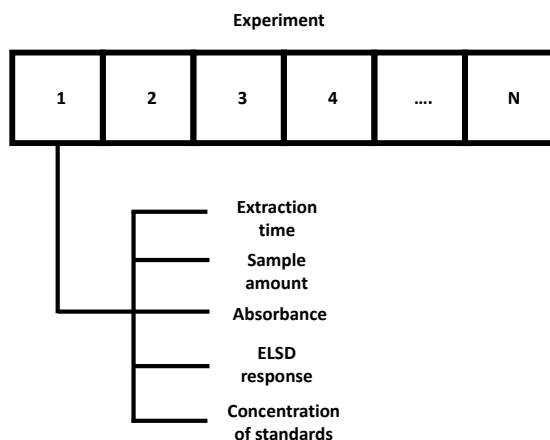 Experiment
1 2 3 4 .... N
Extraction
time
Sample
amount
Absorbance
ELSD
response
Concentration
of standards